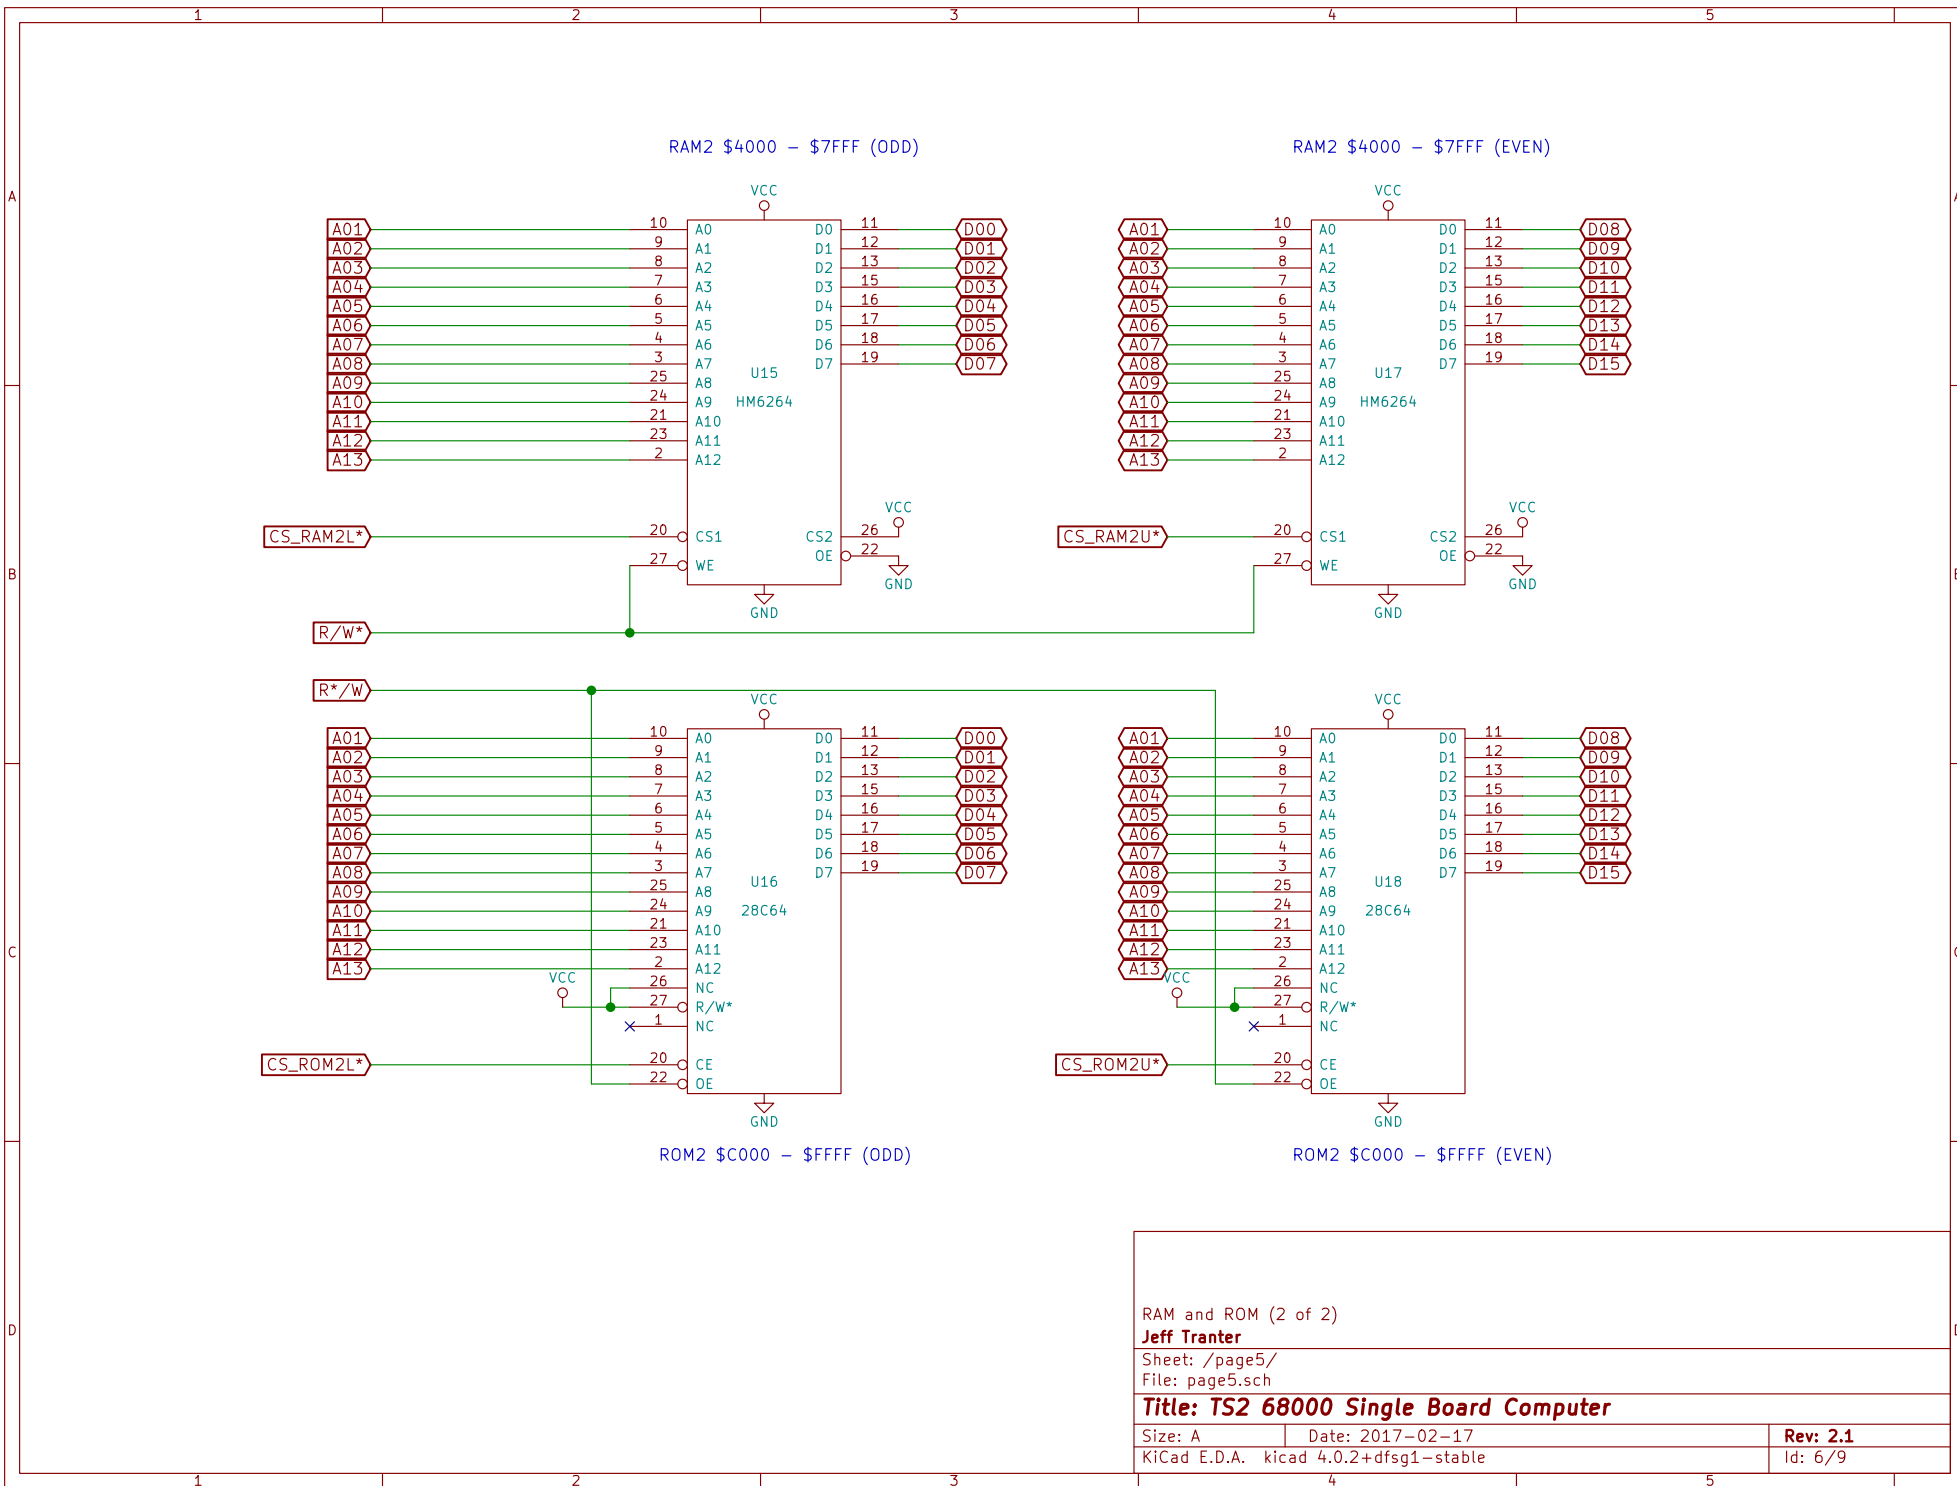 1 2 3 4 5
RAM2 $4000 - $7FFF (ODD) RAM2 $4000 - $7FFF (EVEN)
A
VCC VCC
A01 10 A0 D0 11 D00 A01 10 A0 D0 11 D08
A02 9 A1 D1 12 D01 A02 9 A1 D1 12 D09
A03 8 A2 D2 13 D02 A03 8 A2 D2 13 D10
A04 7 A3 D3 15 D03 A04 7 A3 D3 15 D11
A05 6 A4 D4 16 D04 A05 6 A4 D4 16 D12
A06 5 A5 D5 17 D05 A06 5 A5 D5 17 D13
A07 4 A6 D6 18 D06 A07 4 A6 D6 18 D14
A08 3 A7 D7 19 D07 A08 3 A7 D7 19 D15
U15 U17
A09 25 A8 A09 25 A8
A10 24 A9 HM6264 A10 24 A9 HM6264
A11 21 A10 A11 21 A10
A12 23 A11 A12 23 A11
A13 2 A12 A13 2 A12
VCC VCC
CS_RAM2L* 20 CS1 CS2 26 CS_RAM2U* 20 CS1 CS2 26
OE 22 OE 22
27 WE 27 WE
B
GND GND
GND GND
R/W*
R*/W
VCC VCC
A01 10 A0 D0 11 D00 A01 10 A0 D0 11 D08
A02 9 A1 D1 12 D01 A02 9 A1 D1 12 D09
A03 8 A2 D2 13 D02 A03 8 A2 D2 13 D10
A04 7 A3 D3 15 D03 A04 7 A3 D3 15 D11
A05 6 A4 D4 16 D04 A05 6 A4 D4 16 D12
A06 5 A5 D5 17 D05 A06 5 A5 D5 17 D13
A07 4 A6 D6 18 D06 A07 4 A6 D6 18 D14
A08 3 A7 D7 19 D07 A08 3 A7 D7 19 D15
U16 U18
A09 25 A8 A09 25 A8
A10 24 A9 28C64 A10 24 A9 28C64
A11 21 A10 A11 21 A10
C A12 23 A11 A12 23 A11
A13 2 A12 A13 2 A12
VCC VCC
26 NC 26 NC
27 R/W* 27 R/W*
1 NC 1 NC
CS_ROM2L* 20 CE CS_ROM2U* 20 CE
22 OE 22 OE
GND GND
ROM2 $C000 - $FFFF (ODD) ROM2 $C000 - $FFFF (EVEN)
RAM and ROM (2 of 2)
D
Jeff Tranter
Sheet: /page5/
File: page5.sch
Title: TS2 68000 Single Board Computer
Size: A Date: 2017-02-17 Rev: 2.1
KiCad E.D.A. kicad 4.0.2+dfsg1-stable Id: 6/9
1 2 3 4 5